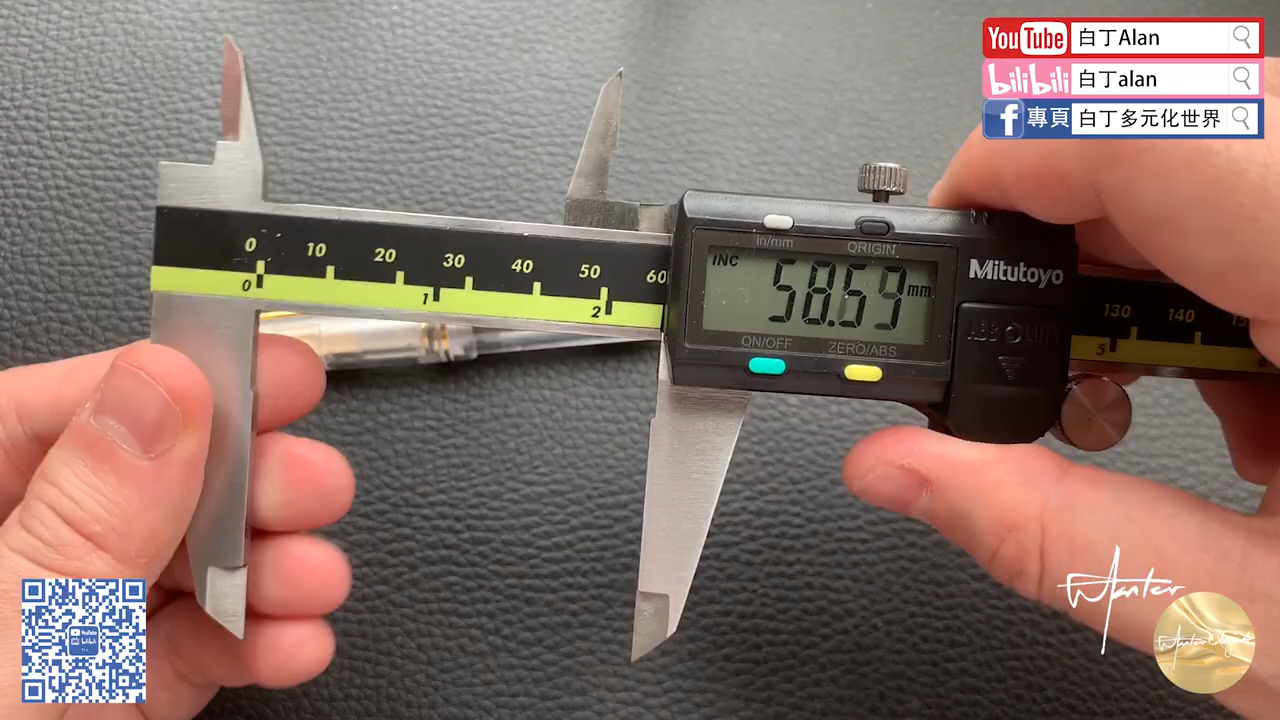 YouTube 白丁Alan
bilibili 白丁alan
f 專頁 白丁多元化世界
in/mm ORIGIN
INC 58.59 mm
Mitutoyo
ON/OFF ZERO/ABS
0 10 20 30 40 50 60 130 140
0 1 2 5